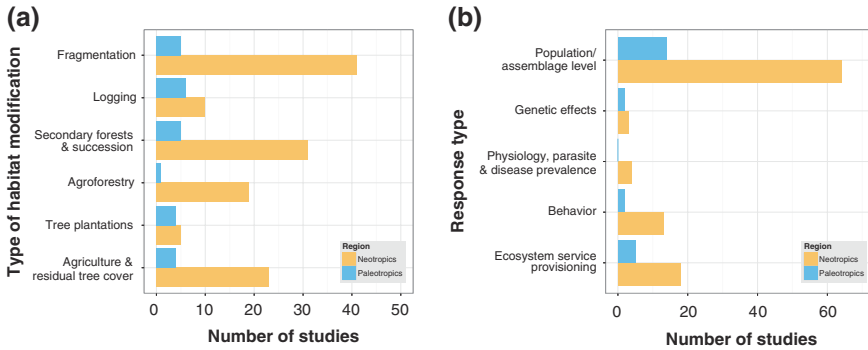 (a)
Type of habitat modification
Fragmentation
Logging
Secondary forests
& succession
Agroforestry
Tree plantations
Agriculture &
residual tree cover
Region
Neotropics
Paleotropics
0 10 20 30 40 50
Number of studies
(b)
Response type
Population/
assemblage level
Genetic effects
Physiology, parasite
& disease prevalence
Behavior
Ecosystem service
provisioning
Region
Neotropics
Paleotropics
0 20 40 60
Number of studies